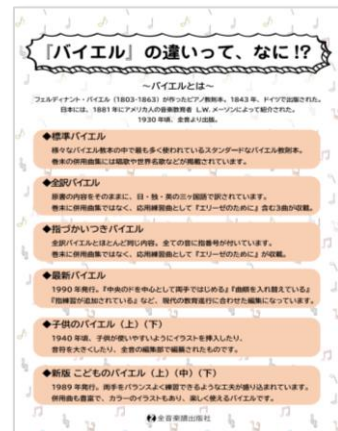 『バイエル』の違いって、なに!?
～バイエルとは～
フェルディナント・バイエル（1803-1863）が作ったピアノ教則本。1843年、ドイツで出版された。
日本には、1881年にアメリカ人の音楽教育者 L.W.メーソンによって紹介された。
1930年頃、全音より出版。
◆標準バイエル
様々なバイエル教本の中で最も多く使われているスタンダードなバイエル教則本。
巻末の併用曲集には唱歌や世界名歌などが掲載されています。
◆全訳バイエル
原書の内容をそのままに、日・独・英の三ヶ国語で訳されています。
巻末に併用曲集ではなく、応用練習曲として『エリーゼのために』含む3曲が収載。
◆指づかいつきバイエル
全訳バイエルとほとんど同じ内容。全ての音に指番号が付いています。
巻末に併用曲集ではなく、応用練習曲として『エリーゼのために』が収載。
◆最新バイエル
1990年発行。『中央のドを中心として両手ではじめる』『曲順を入れ替えている』
『指練習が追加されている』など、現代の教育進行に合わせた編集になっています。
◆子供のバイエル（上）（下）
1940年頃、子供が使いやすいようにイラストを挿入したり、
音符を大きくしたり、全音の編集部で編纂されたものです。
◆新版 こどものバイエル（上）（中）（下）
1989年発行。両手をバランスよく練習できるような工夫が盛り込まれています。
併用曲も豊富で、カラーのイラストもあり、楽しく使えるバイエルです。
全音楽譜出版社